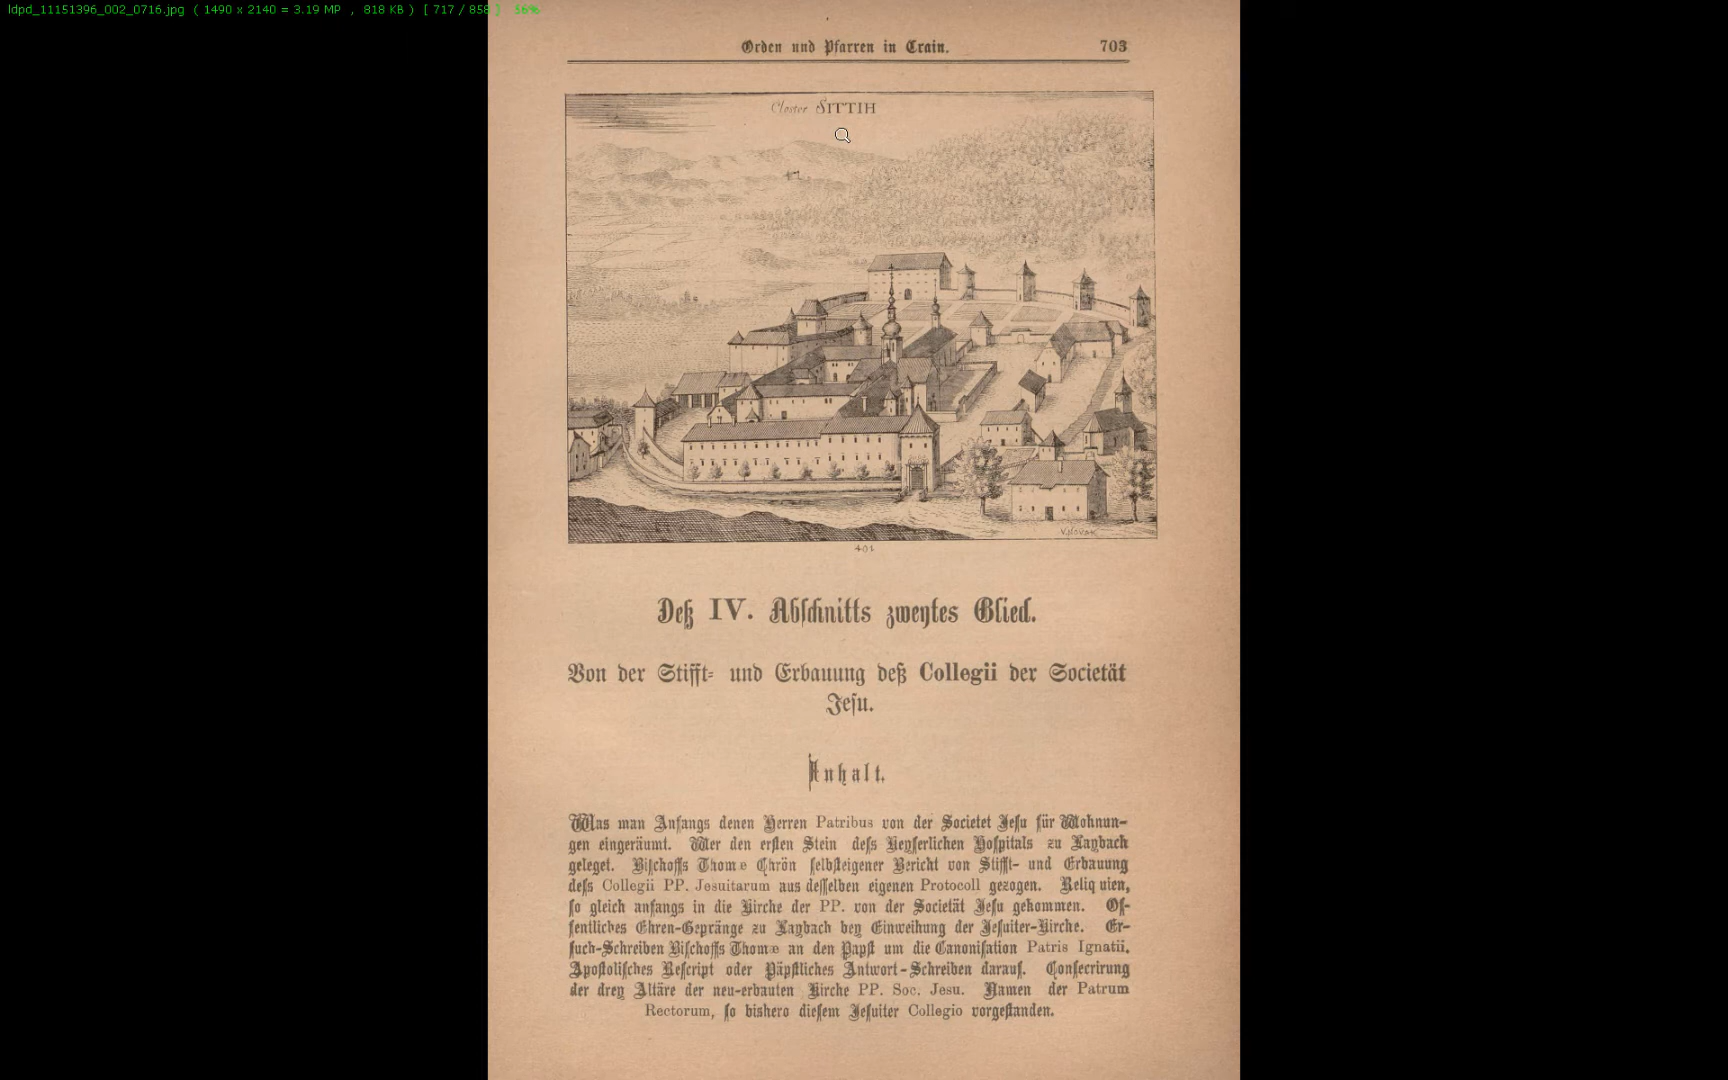 ldpd_11151396_002_0716.jpg  ( 1490 x 2140 = 3.19 MP  ,  818 KB )  [ 717 / 858 ]  56%
Orden und Pfarren in Crain. 703
Closter SITTIH
V. Novak
401
Deß IV. Abschnitts zweytes Glied.
Von der Stifft- und Erbauung deß Collegii der Societät
Jesu.
Inhalt.
Was man Anfangs denen Herren Patribus von der Societet Jesu für Wohnun-
gen eingeräumt. Wer den ersten Stein dess Keyserlichen Hospitals zu Laybach
geleget. Bischoffs Thomæ Chrön selbsteigener Bericht von Stifft- und Erbauung
dess Collegii PP. Jesuitarum aus desselben eigenen Protocoll gezogen. Reliquien,
so gleich anfangs in die Kirche der PP. von der Societät Jesu gekommen. Of-
fentliches Ehren-Gepränge zu Laybach bey Einweihung der Jesuiter-Kirche. Er-
such-Schreiben Bischoffs Thomæ an den Papst um die Canonisation Patris Ignatii.
Apostolisches Rescript oder Päpstliches Antwort-Schreiben darauf. Consecrirung
der drey Altäre der neu-erbauten Kirche PP. Soc. Jesu. Namen der Patrum
Rectorum, so bishero diesem Jesuiter Collegio vorgestanden.